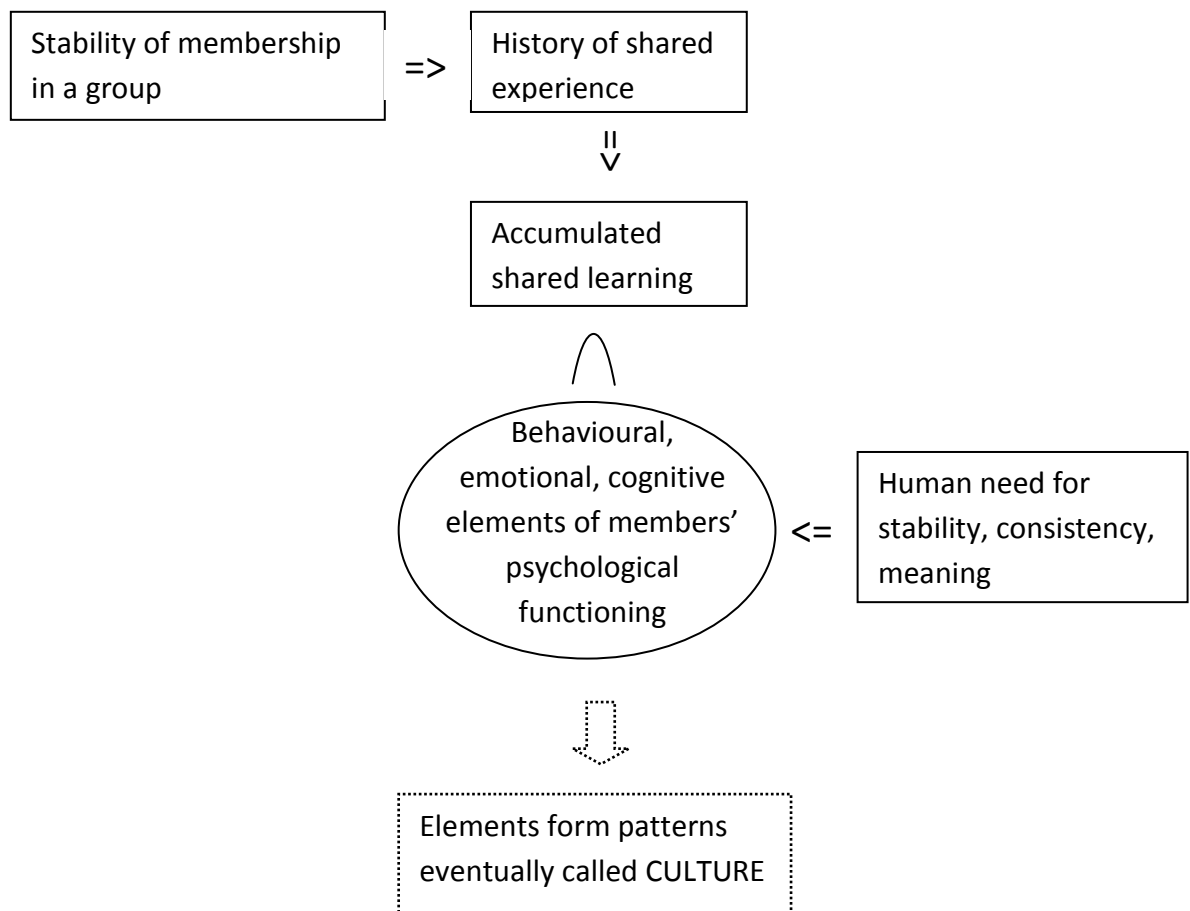 Stability of membership
in a group
=>
History of shared
experience
=>
Accumulated
shared learning
Behavioural,
emotional, cognitive
elements of members’
psychological
functioning
<=
Human need for
stability, consistency,
meaning
Elements form patterns
eventually called CULTURE